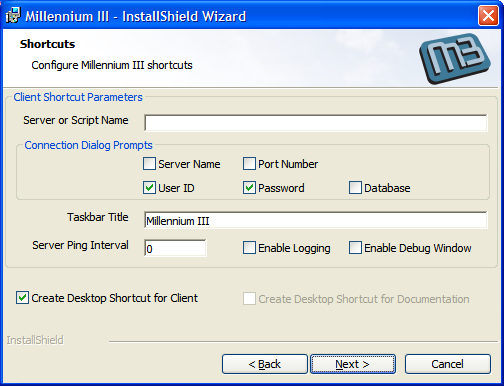 Millennium III - InstallShield Wizard
Shortcuts
Configure Millennium III shortcuts
M3
Client Shortcut Parameters
Server or Script Name
Connection Dialog Prompts
Server Name Port Number
User ID Password Database
Taskbar Title Millennium III
Server Ping Interval 0 Enable Logging Enable Debug Window
Create Desktop Shortcut for Client Create Desktop Shortcut for Documentation
InstallShield
< Back Next > Cancel